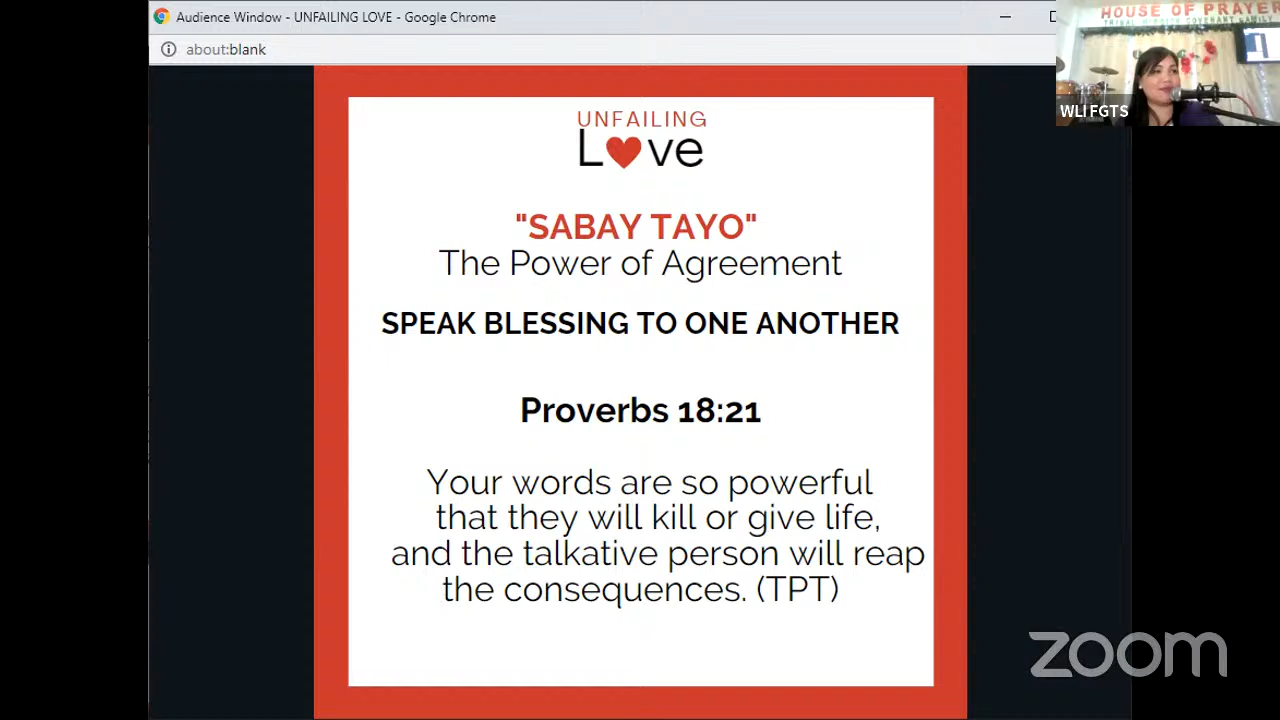 Audience Window - UNFAILING LOVE - Google Chrome
about:blank
HOUSE OF PRAYER
WLIFGTS
UNFAILING
Love
"SABAY TAYO"
The Power of Agreement
SPEAK BLESSING TO ONE ANOTHER
Proverbs 18:21
Your words are so powerful
that they will kill or give life,
and the talkative person will reap
the consequences. (TPT)
zoom